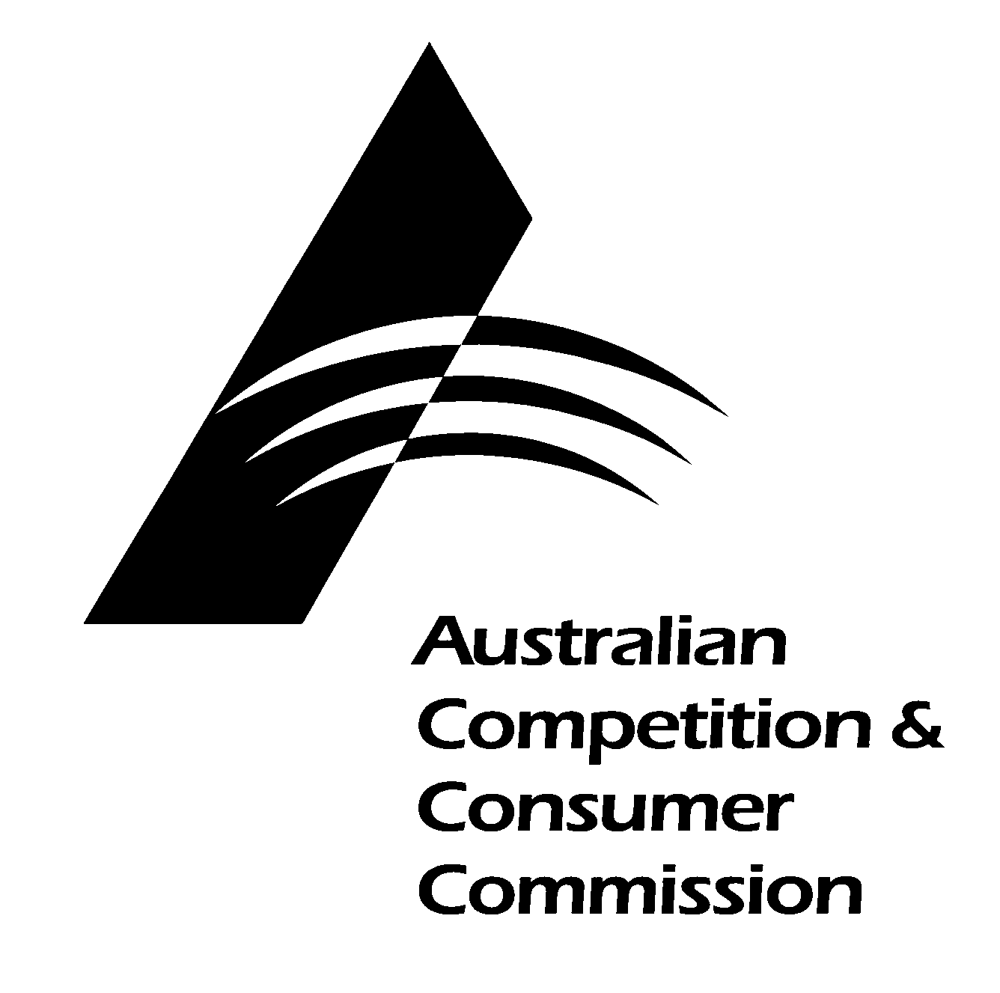 Australian
Competition &
Consumer
Commission